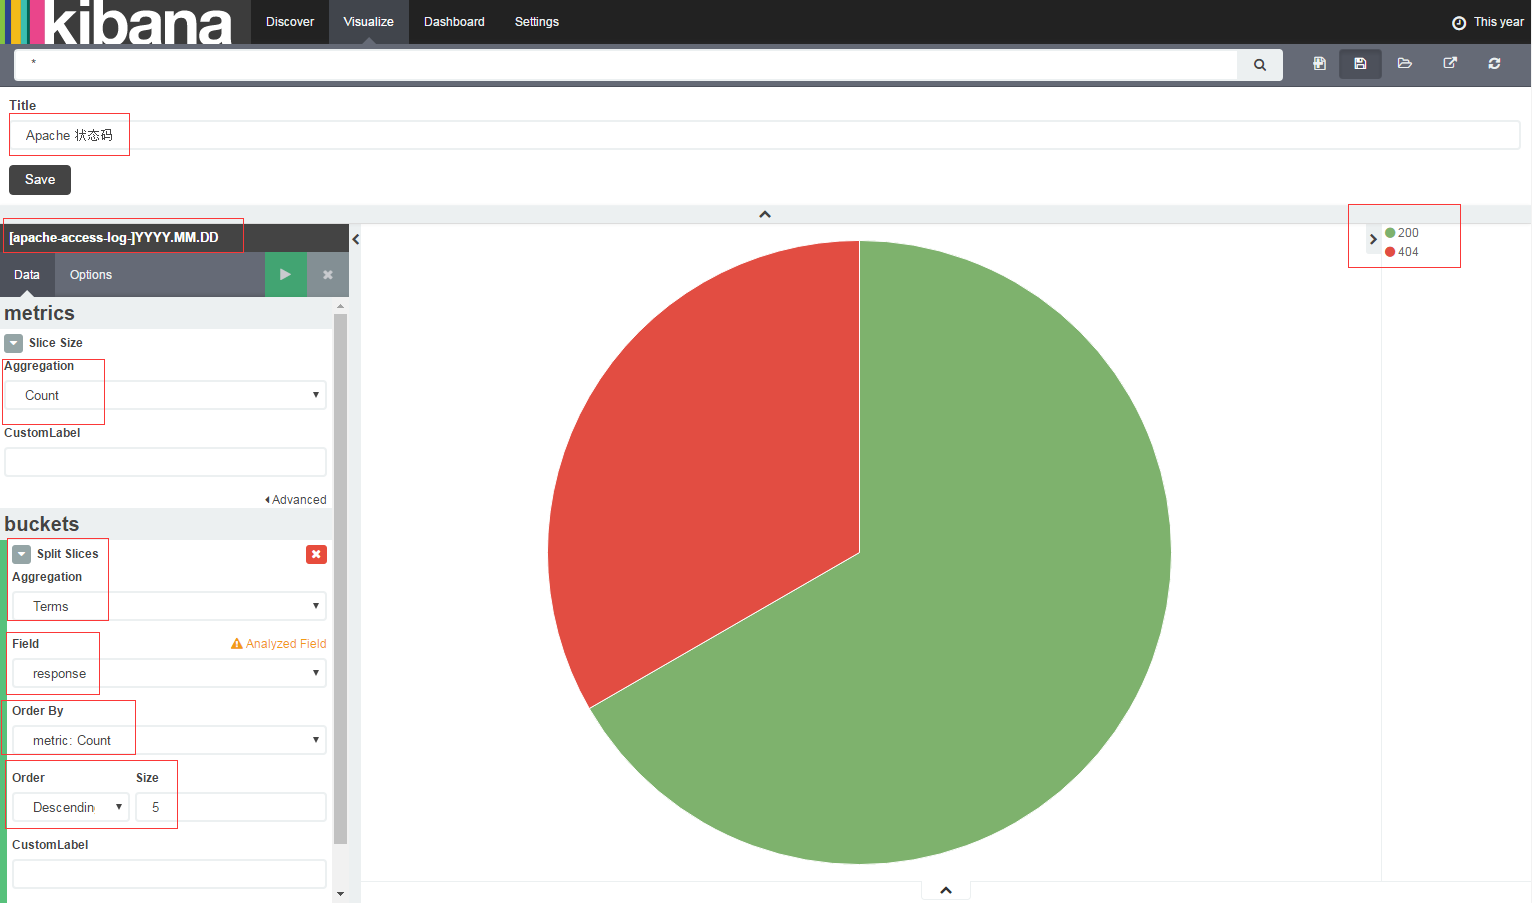 kibana
Discover Visualize Dashboard Settings This year
*
Title
Apache 状态码
Save
[apache-access-log-]YYYY.MM.DD
200
404
Data Options
metrics
Slice Size
Aggregation
Count
CustomLabel
Advanced
buckets
Split Slices
Aggregation
Terms
Field Analyzed Field
response
Order By
metric: Count
Order Size
Descendin 5
CustomLabel